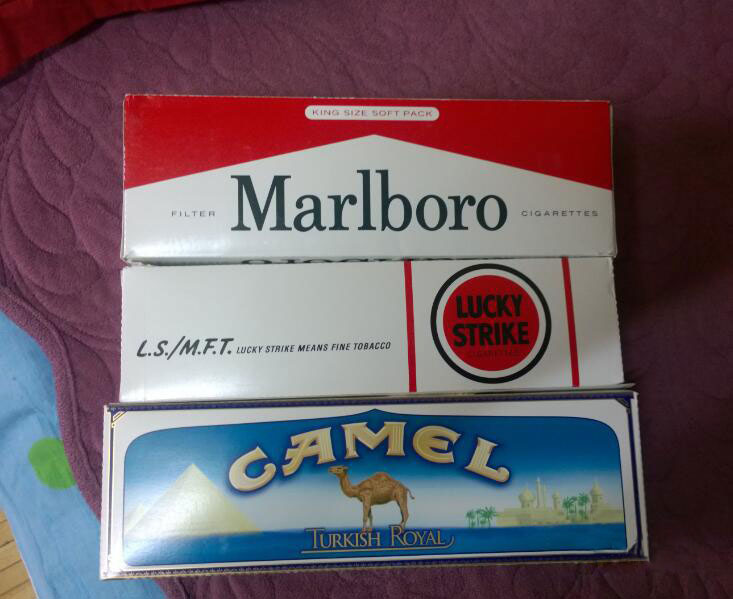 KING SIZE SOFT PACK
FILTER Marlboro CIGARETTES
L.S./M.F.T. LUCKY STRIKE MEANS FINE TOBACCO
LUCKY
STRIKE
CIGARETTES
CAMEL
TURKISH ROYAL